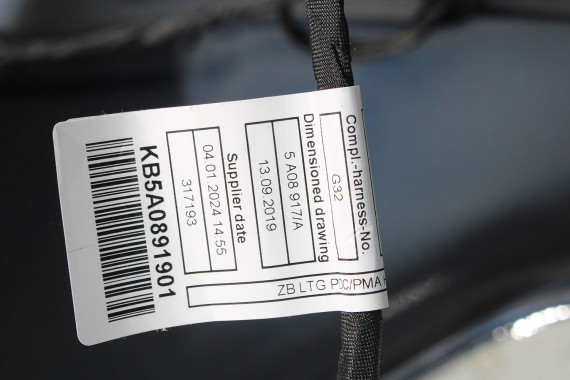 Compl.-harness-No.
G32
Dimensioned drawing
5 A08 917/A
13 09 2019
Supplier date
04.01 2024 14 55
317193
KB5A0891901
ZB LTG PDC/PMA